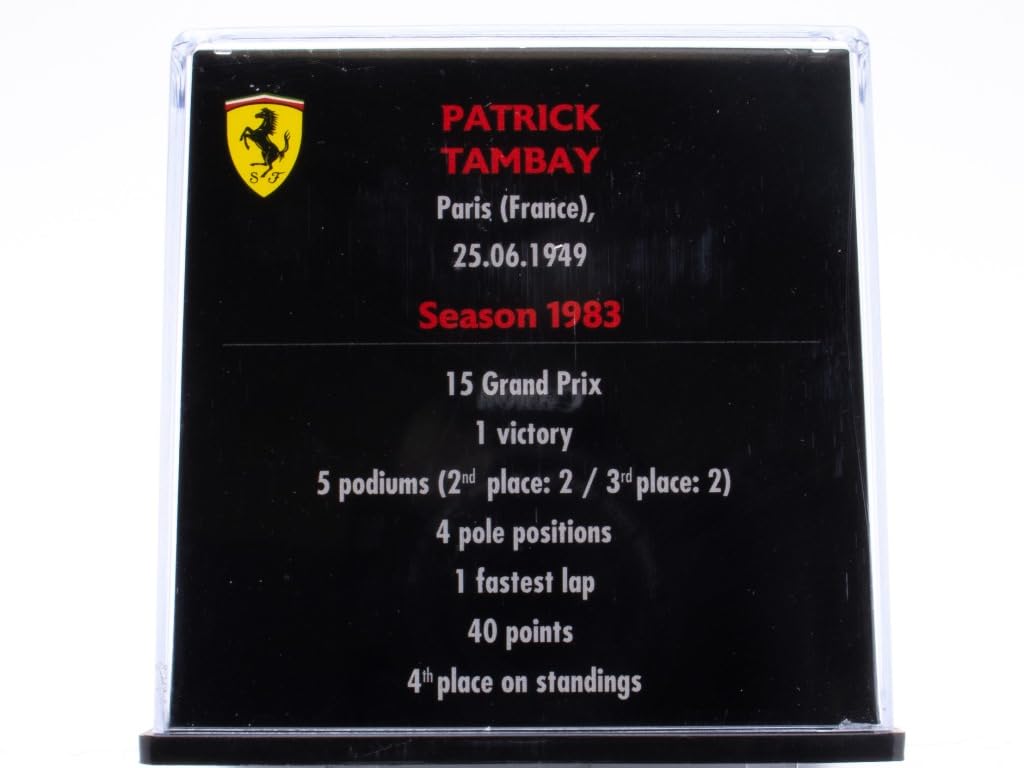 S F
PATRICK
TAMBAY
Paris (France),
25.06.1949
Season 1983
15 Grand Prix
1 victory
5 podiums (2nd place: 2 / 3rd place: 2)
4 pole positions
1 fastest lap
40 points
4th place on standings